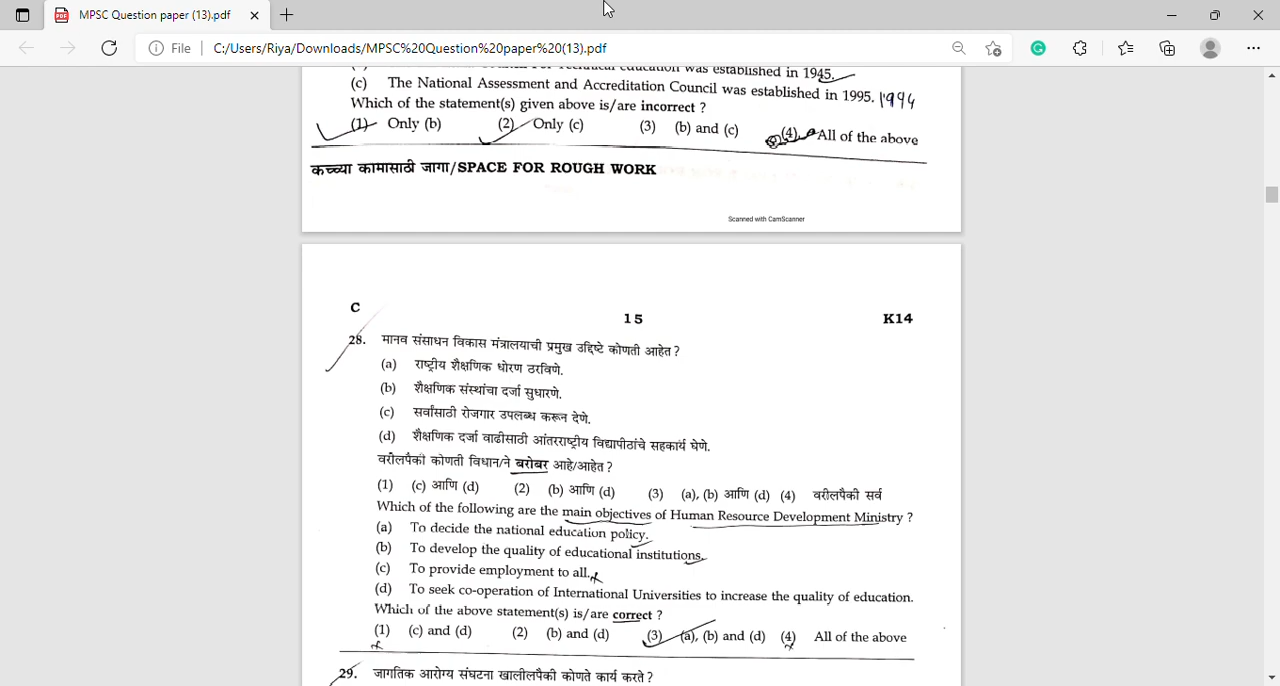 MPSC Question paper (13).pdf
File
C:/Users/Riya/Downloads/MPSC%20Question%20paper%20(13).pdf
Technical education was established in 1945.
(c) The National Assessment and Accreditation Council was established in 1995. 1994
Which of the statement(s) given above is/are incorrect ?
(1) Only (b) (2) Only (c) (3) (b) and (c) (4) All of the above
कच्च्या कामासाठी जागा/SPACE FOR ROUGH WORK
Scanned with CamScanner
C 15 K14
28. मानव संसाधन विकास मंत्रालयाची प्रमुख उद्दिष्टे कोणती आहेत ?
(a) राष्ट्रीय शैक्षणिक धोरण ठरविणे.
(b) शैक्षणिक संस्थांचा दर्जा सुधारणे.
(c) सर्वांसाठी रोजगार उपलब्ध करून देणे.
(d) शैक्षणिक दर्जा वाढीसाठी आंतरराष्ट्रीय विद्यापीठांचे सहकार्य घेणे.
वरीलपैकी कोणती विधान/ने बरोबर आहे/आहेत ?
(1) (c) आणि (d) (2) (b) आणि (d) (3) (a), (b) आणि (d) (4) वरीलपैकी सर्व
Which of the following are the main objectives of Human Resource Development Ministry ?
(a) To decide the national education policy.
(b) To develop the quality of educational institutions.
(c) To provide employment to all.
(d) To seek co-operation of International Universities to increase the quality of education.
Which of the above statement(s) is/are correct ?
(1) (c) and (d) (2) (b) and (d) (3) (a), (b) and (d) (4) All of the above
29. जागतिक आरोग्य संघटना खालीलपैकी कोणते कार्य करते ?